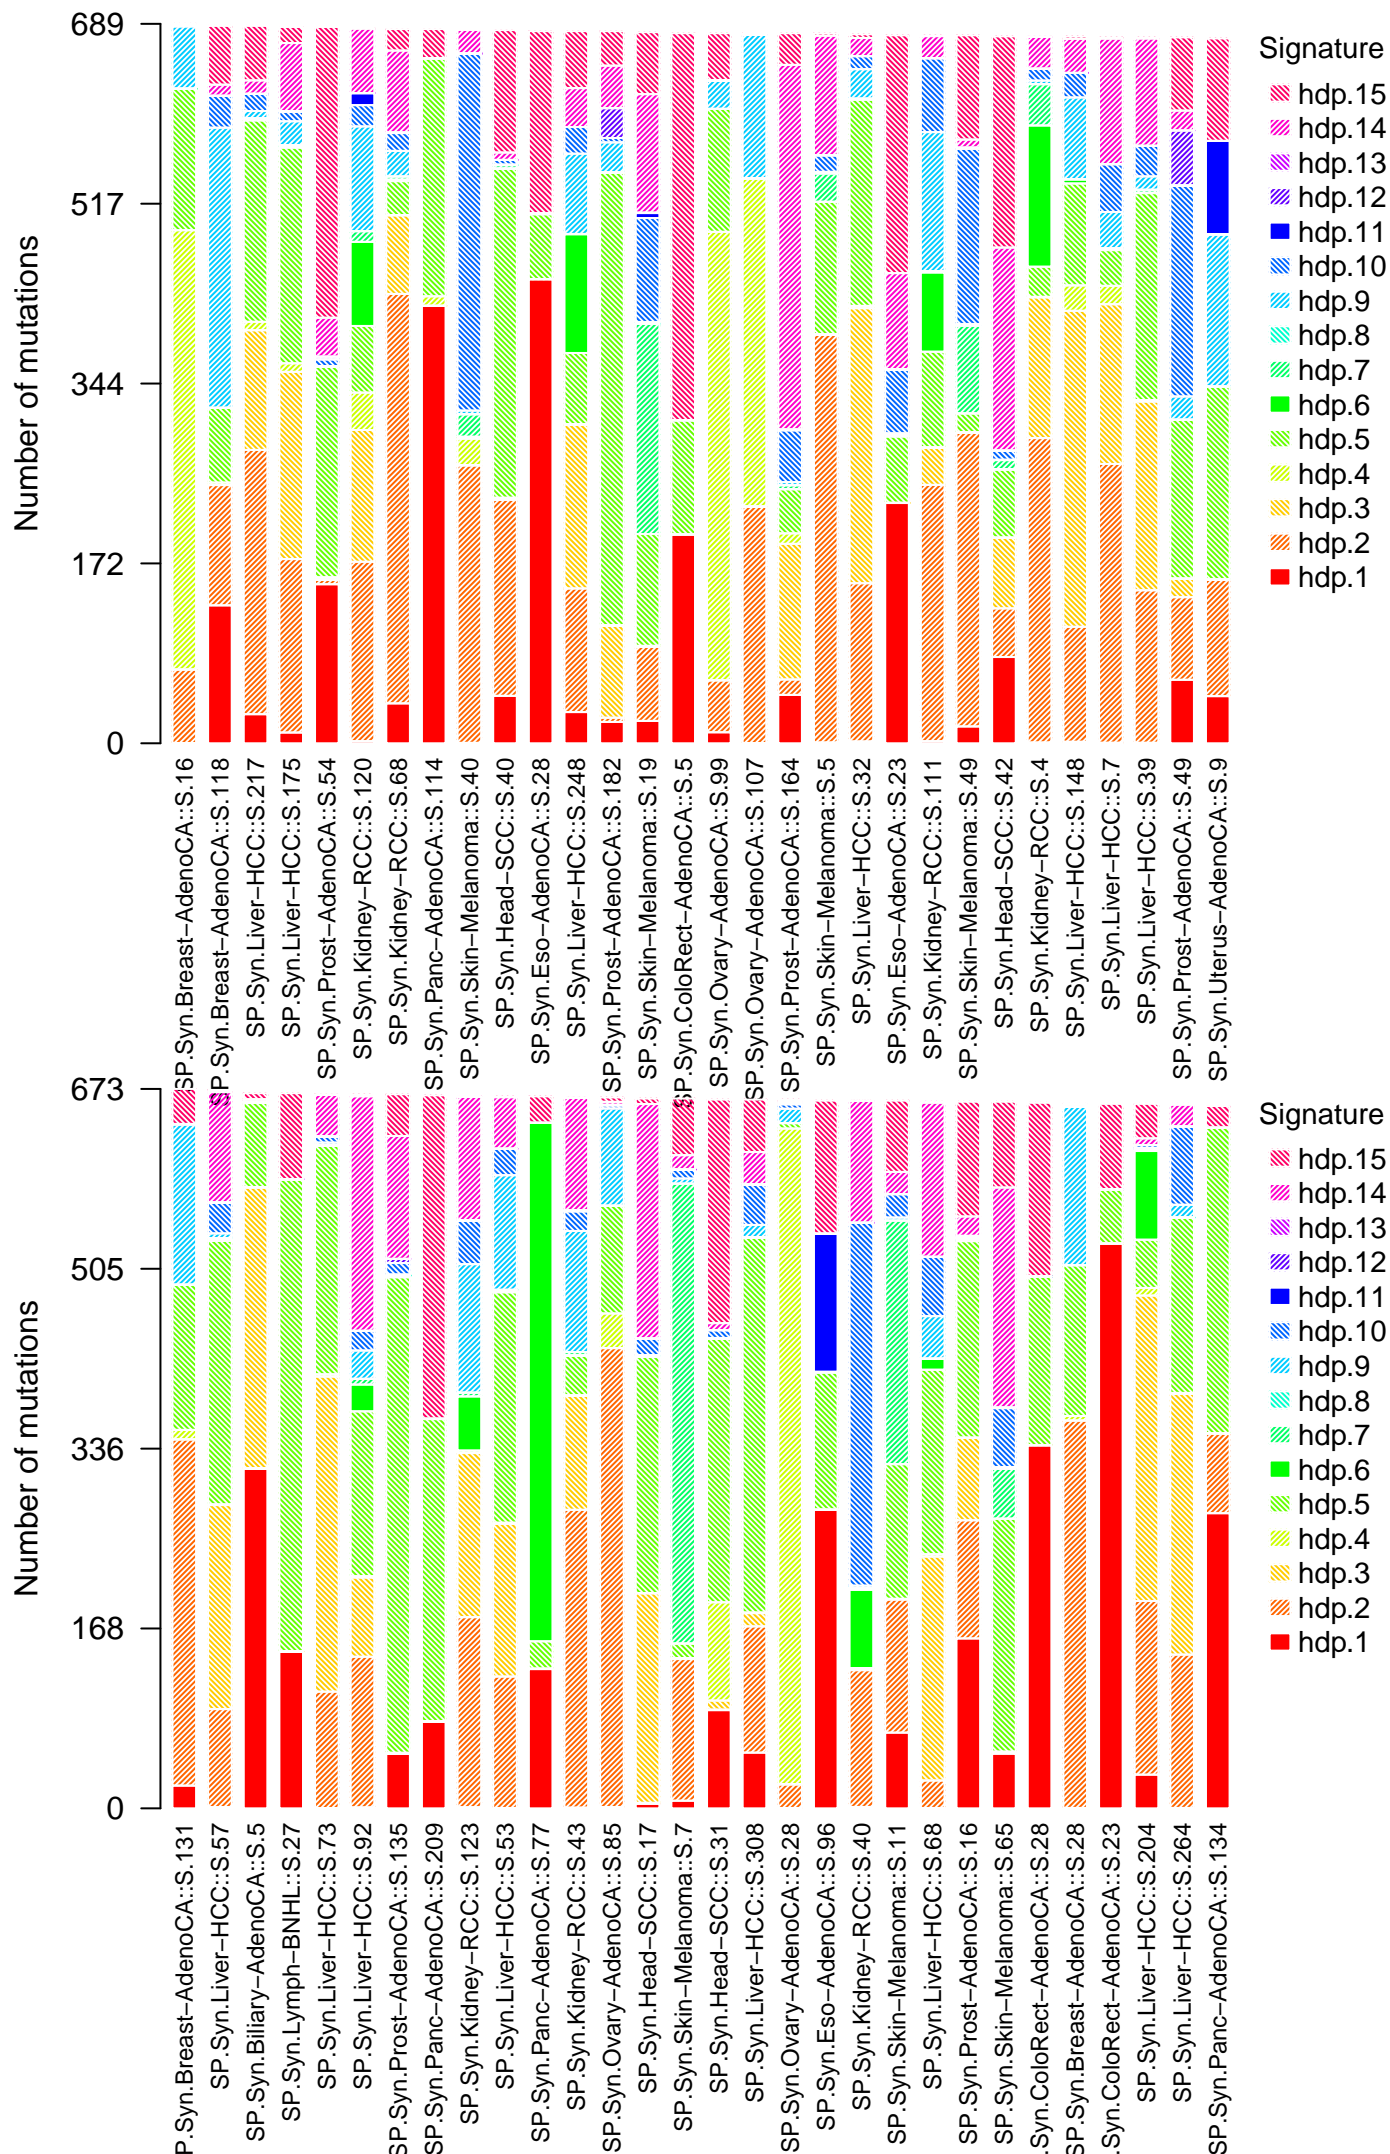 Number of mutations
689
517
344
172
0
Signature
hdp.15
hdp.14
hdp.13
hdp.12
hdp.11
hdp.10
hdp.9
hdp.8
hdp.7
hdp.6
hdp.5
hdp.4
hdp.3
hdp.2
hdp.1
SP.Syn.Breast−AdenoCA::S.16
SP.Syn.Breast−AdenoCA::S.118
SP.Syn.Liver−HCC::S.217
SP.Syn.Liver−HCC::S.175
SP.Syn.Prost−AdenoCA::S.54
SP.Syn.Kidney−RCC::S.120
SP.Syn.Kidney−RCC::S.68
SP.Syn.Panc−AdenoCA::S.114
SP.Syn.Skin−Melanoma::S.40
SP.Syn.Head−SCC::S.40
SP.Syn.Eso−AdenoCA::S.28
SP.Syn.Liver−HCC::S.248
SP.Syn.Prost−AdenoCA::S.182
SP.Syn.Skin−Melanoma::S.19
SP.Syn.ColoRect−AdenoCA::S.5
SP.Syn.Ovary−AdenoCA::S.99
SP.Syn.Ovary−AdenoCA::S.107
SP.Syn.Prost−AdenoCA::S.164
SP.Syn.Skin−Melanoma::S.5
SP.Syn.Liver−HCC::S.32
SP.Syn.Eso−AdenoCA::S.23
SP.Syn.Kidney−RCC::S.111
SP.Syn.Skin−Melanoma::S.49
SP.Syn.Head−SCC::S.42
SP.Syn.Kidney−RCC::S.4
SP.Syn.Liver−HCC::S.148
SP.Syn.Liver−HCC::S.7
SP.Syn.Liver−HCC::S.39
SP.Syn.Prost−AdenoCA::S.49
SP.Syn.Uterus−AdenoCA::S.9
Number of mutations
673
505
336
168
0
Signature
hdp.15
hdp.14
hdp.13
hdp.12
hdp.11
hdp.10
hdp.9
hdp.8
hdp.7
hdp.6
hdp.5
hdp.4
hdp.3
hdp.2
hdp.1
P.Syn.Breast−AdenoCA::S.131
SP.Syn.Liver−HCC::S.57
SP.Syn.Biliary−AdenoCA::S.5
SP.Syn.Lymph−BNHL::S.27
SP.Syn.Liver−HCC::S.73
SP.Syn.Liver−HCC::S.92
SP.Syn.Prost−AdenoCA::S.135
SP.Syn.Panc−AdenoCA::S.209
SP.Syn.Kidney−RCC::S.123
SP.Syn.Liver−HCC::S.53
SP.Syn.Panc−AdenoCA::S.77
SP.Syn.Kidney−RCC::S.43
SP.Syn.Ovary−AdenoCA::S.85
SP.Syn.Head−SCC::S.17
SP.Syn.Skin−Melanoma::S.7
SP.Syn.Head−SCC::S.31
SP.Syn.Liver−HCC::S.308
SP.Syn.Ovary−AdenoCA::S.28
SP.Syn.Eso−AdenoCA::S.96
SP.Syn.Kidney−RCC::S.40
SP.Syn.Skin−Melanoma::S.11
SP.Syn.Liver−HCC::S.68
SP.Syn.Prost−AdenoCA::S.16
SP.Syn.Skin−Melanoma::S.65
.Syn.ColoRect−AdenoCA::S.28
SP.Syn.Breast−AdenoCA::S.28
.Syn.ColoRect−AdenoCA::S.23
SP.Syn.Liver−HCC::S.204
SP.Syn.Liver−HCC::S.264
SP.Syn.Panc−AdenoCA::S.134